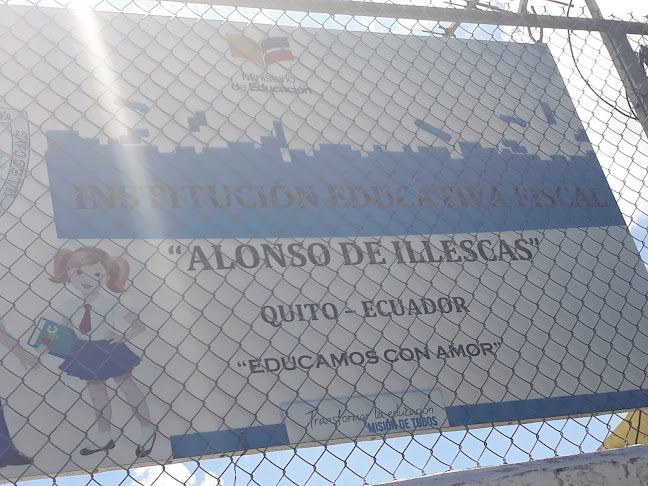 Ministerio
de Educación
INSTITUCIÓN EDUCATIVA FISCAL
"ALONSO DE ILLESCAS"
QUITO – ECUADOR
"EDUCAMOS CON AMOR"
Transformar la educación
MISIÓN DE TODOS